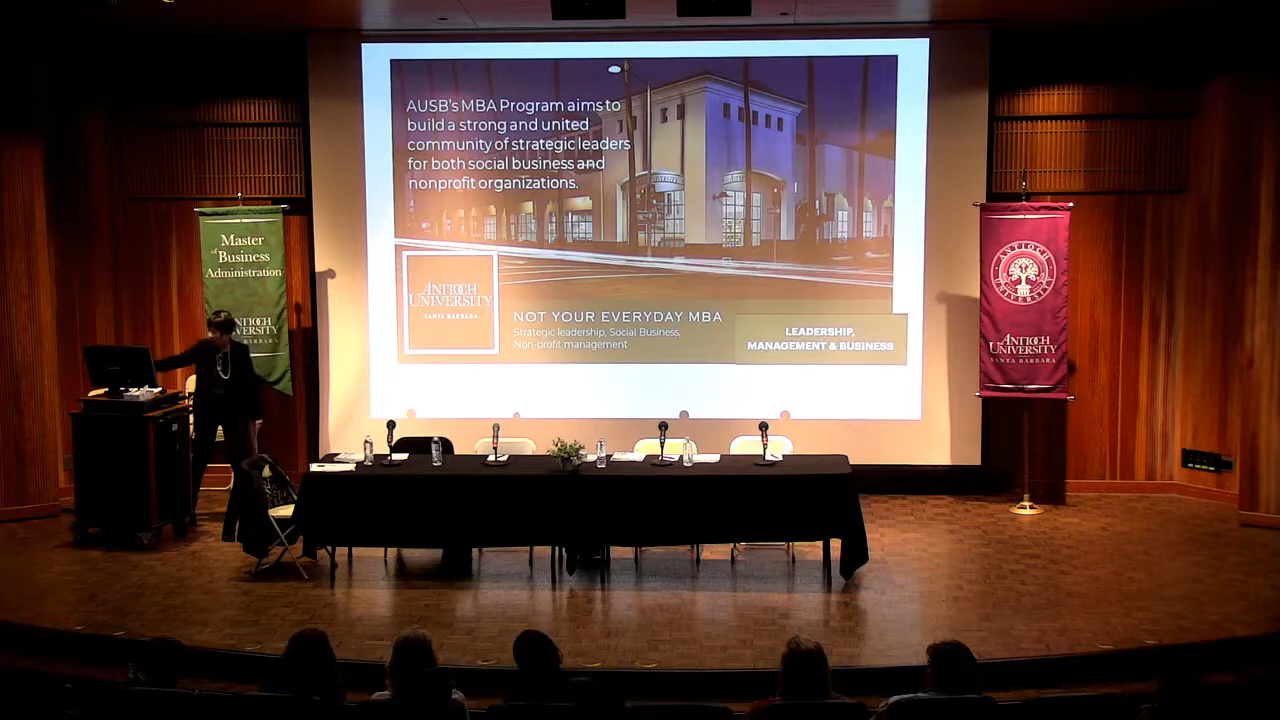 AUSB's MBA Program aims to
build a strong and united
community of strategic leaders
for both social business and
nonprofit organizations.
ANTIOCH
UNIVERSITY
SANTA BARBARA
NOT YOUR EVERYDAY MBA
Strategic leadership, Social Business,
Non-profit management
LEADERSHIP,
MANAGEMENT & BUSINESS
Master
of Business
Administration
ANTIOCH
UNIVERSITY
ANTIOCH
UNIVERSITY
ANTIOCH
UNIVERSITY
SANTA BARBARA